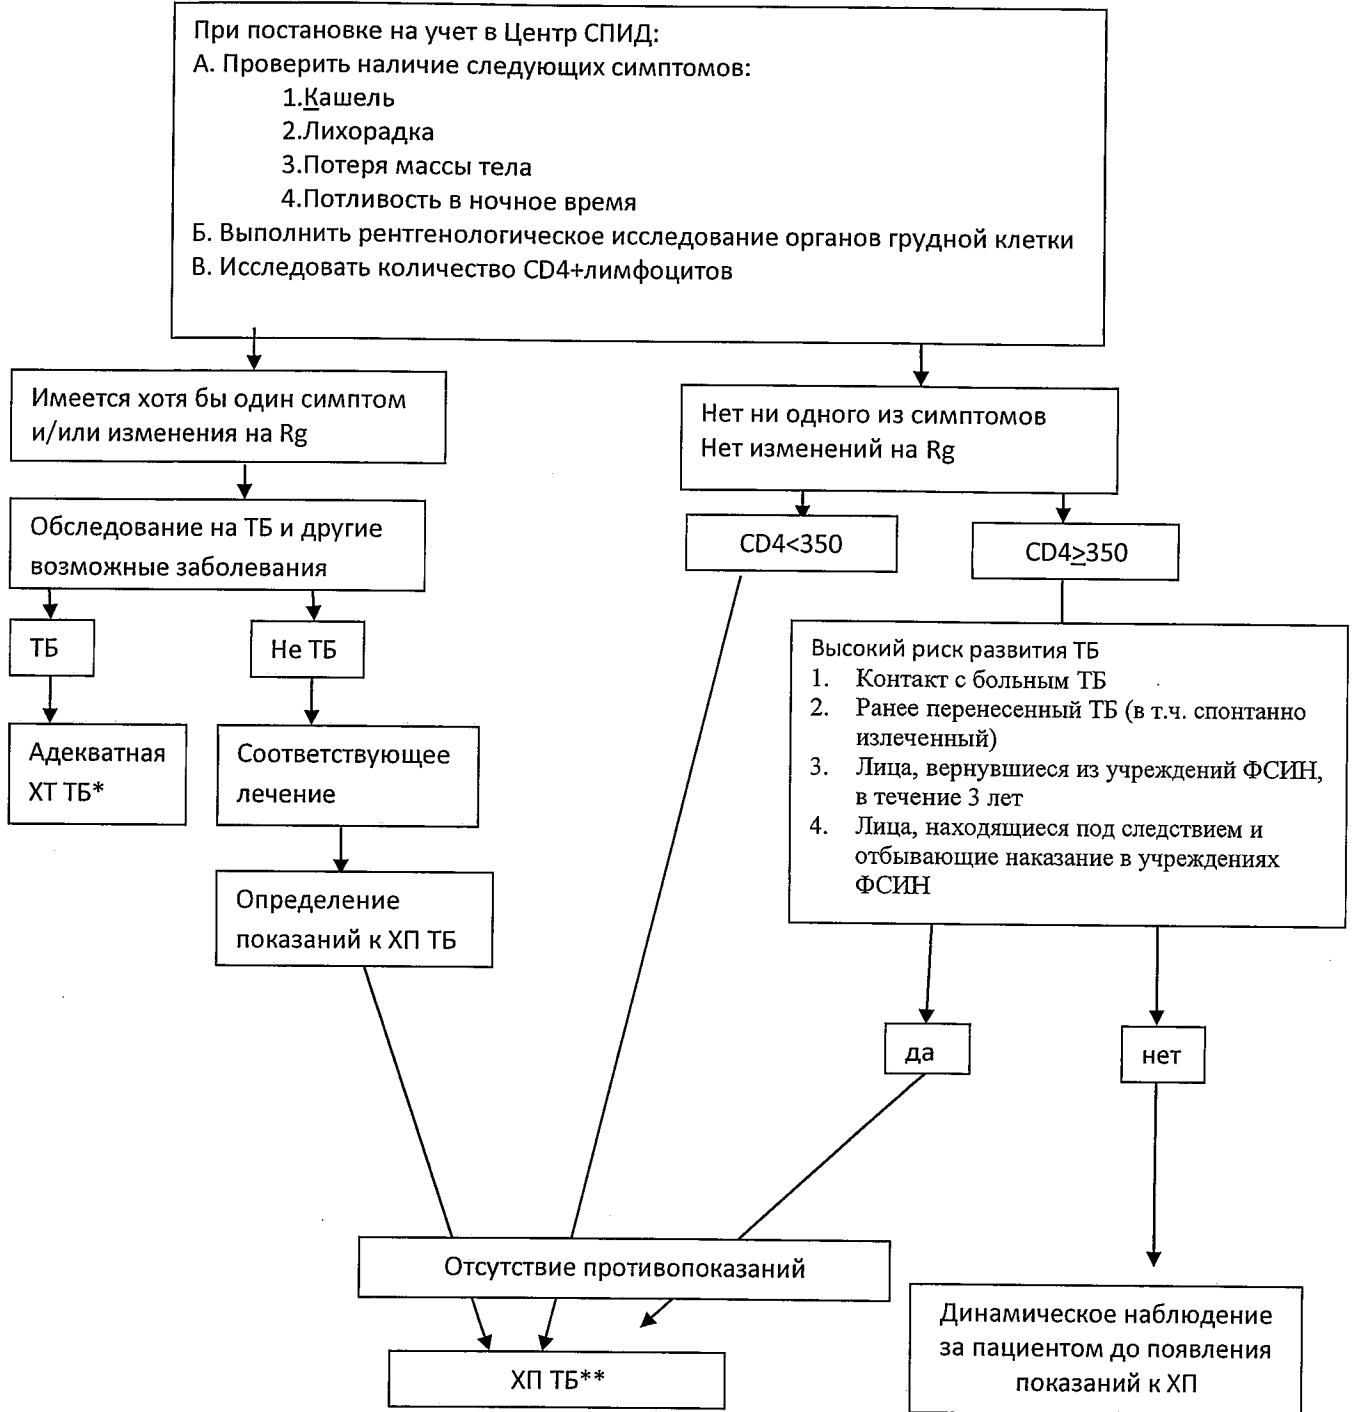 При постановке на учет в Центр СПИД:
А. Проверить наличие следующих симптомов:
1.Кашель
2.Лихорадка
3.Потеря массы тела
4.Потливость в ночное время
Б. Выполнить рентгенологическое исследование органов грудной клетки
В. Исследовать количество CD4+лимфоцитов
Имеется хотя бы один симптом
и/или изменения на Rg
Нет ни одного из симптомов
Нет изменений на Rg
Обследование на ТБ и другие
возможные заболевания
CD4<350
CD4≥350
ТБ
Не ТБ
Высокий риск развития ТБ
1. Контакт с больным ТБ
2. Ранее перенесенный ТБ (в т.ч. спонтанно
излеченный)
3. Лица, вернувшиеся из учреждений ФСИН,
в течение 3 лет
4. Лица, находящиеся под следствием и
отбывающие наказание в учреждениях
ФСИН
Адекватная
ХТ ТБ*
Соответствующее
лечение
Определение
показаний к ХП ТБ
да
нет
Отсутствие противопоказаний
ХП ТБ**
Динамическое наблюдение
за пациентом до появления
показаний к ХП